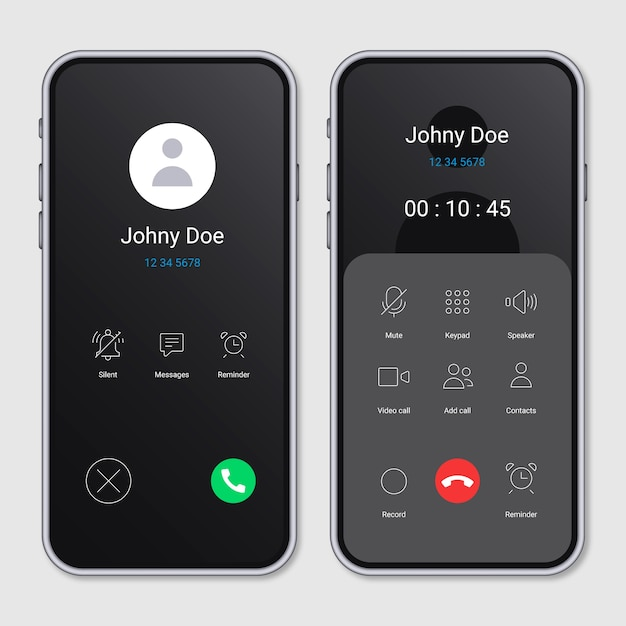 Johny Doe
12 34 5678
Silent
Messages
Reminder
Johny Doe
12 34 5678
00 : 10 : 45
Mute
Keypad
Speaker
Video call
Add call
Contacts
Record
Reminder